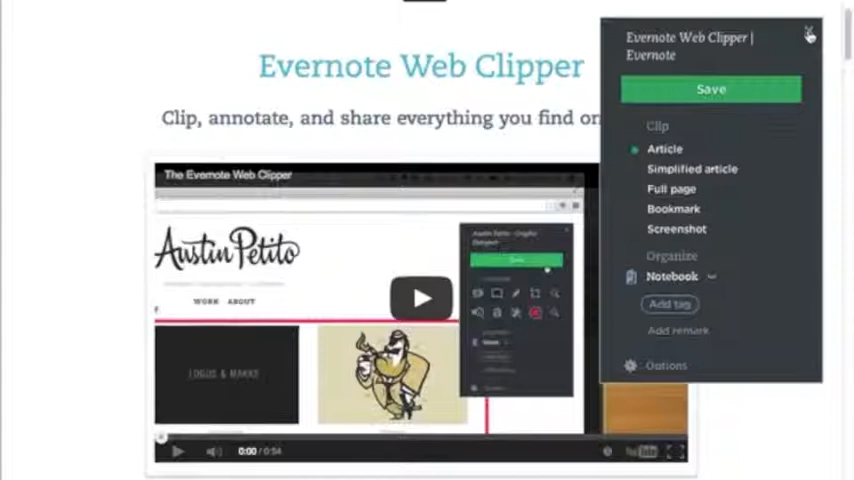 Evernote Web Clipper
Clip, annotate, and share everything you find on
The Evernote Web Clipper
Austin Petito
WORK ABOUT
LOGOS & MARKS
0:00 / 0:54
YouTube
Evernote Web Clipper |
Evernote
Save
Clip
Article
Simplified article
Full page
Bookmark
Screenshot
Organize
Notebook
Add tag
Add remark
Options